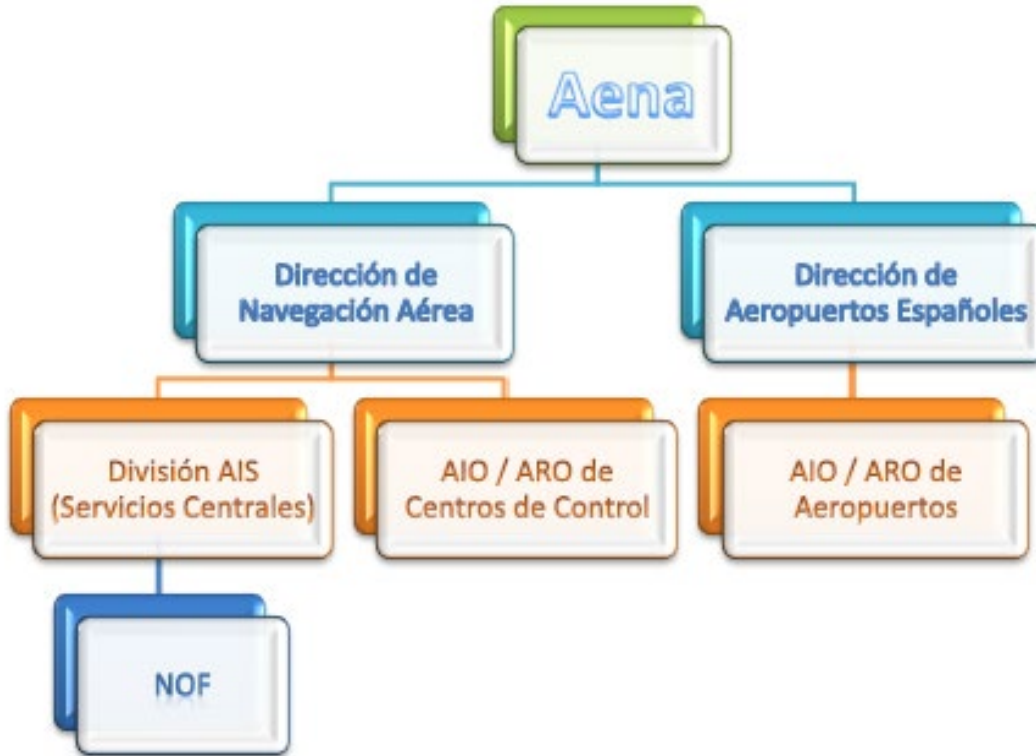 Aena
Dirección de
Navegación Aérea
Dirección de
Aeropuertos Españoles
División AIS
(Servicios Centrales)
AIO / ARO de
Centros de Control
AIO / ARO de
Aeropuertos
NOF